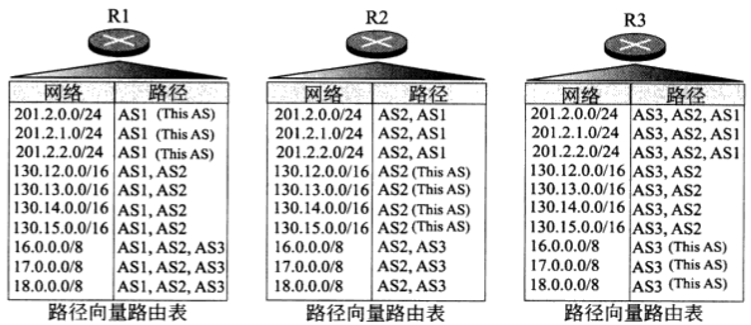 R1
网络 路径
201.2.0.0/24 AS1 (This AS)
201.2.1.0/24 AS1 (This AS)
201.2.2.0/24 AS1 (This AS)
130.12.0.0/16 AS1, AS2
130.13.0.0/16 AS1, AS2
130.14.0.0/16 AS1, AS2
130.15.0.0/16 AS1, AS2
16.0.0.0/8 AS1, AS2, AS3
17.0.0.0/8 AS1, AS2, AS3
18.0.0.0/8 AS1, AS2, AS3
路径向量路由表
R2
网络 路径
201.2.0.0/24 AS2, AS1
201.2.1.0/24 AS2, AS1
201.2.2.0/24 AS2, AS1
130.12.0.0/16 AS2 (This AS)
130.13.0.0/16 AS2 (This AS)
130.14.0.0/16 AS2 (This AS)
130.15.0.0/16 AS2 (This AS)
16.0.0.0/8 AS2, AS3
17.0.0.0/8 AS2, AS3
18.0.0.0/8 AS2, AS3
路径向量路由表
R3
网络 路径
201.2.0.0/24 AS3, AS2, AS1
201.2.1.0/24 AS3, AS2, AS1
201.2.2.0/24 AS3, AS2, AS1
130.12.0.0/16 AS3, AS2
130.13.0.0/16 AS3, AS2
130.14.0.0/16 AS3, AS2
130.15.0.0/16 AS3, AS2
16.0.0.0/8 AS3 (This AS)
17.0.0.0/8 AS3 (This AS)
18.0.0.0/8 AS3 (This AS)
路径向量路由表